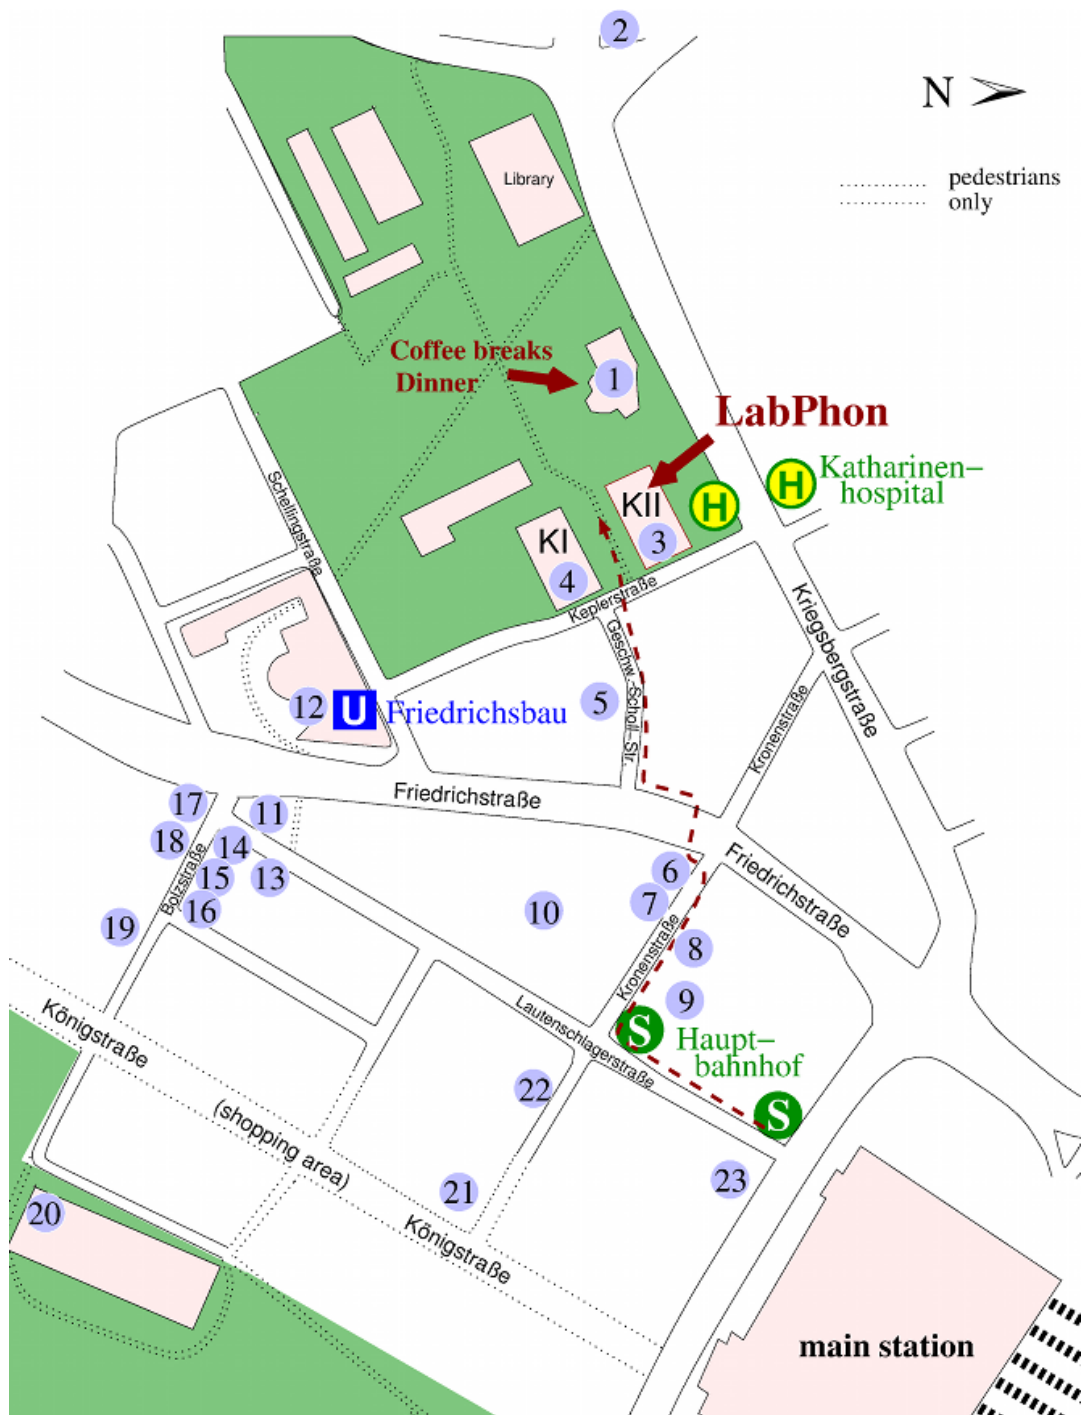 2
N
pedestrians
only
Library
Coffee breaks
Dinner
1
LabPhon
Katharinen–
hospital
H
H
KII
3
KI
4
Schellingstraße
Keplerstraße
Geschw.–Scholl–Str.
Kriegsbergstraße
5
12
U
Friedrichsbau
Kronenstraße
Friedrichstraße
17
11
18
14
Bolzstraße
15
13
16
19
6
7
10
Friedrichstraße
8
Kronenstraße
9
S
Haupt–
bahnhof
Lautenschlagerstraße
S
Königstraße
(shopping area)
22
21
23
20
Königstraße
main station